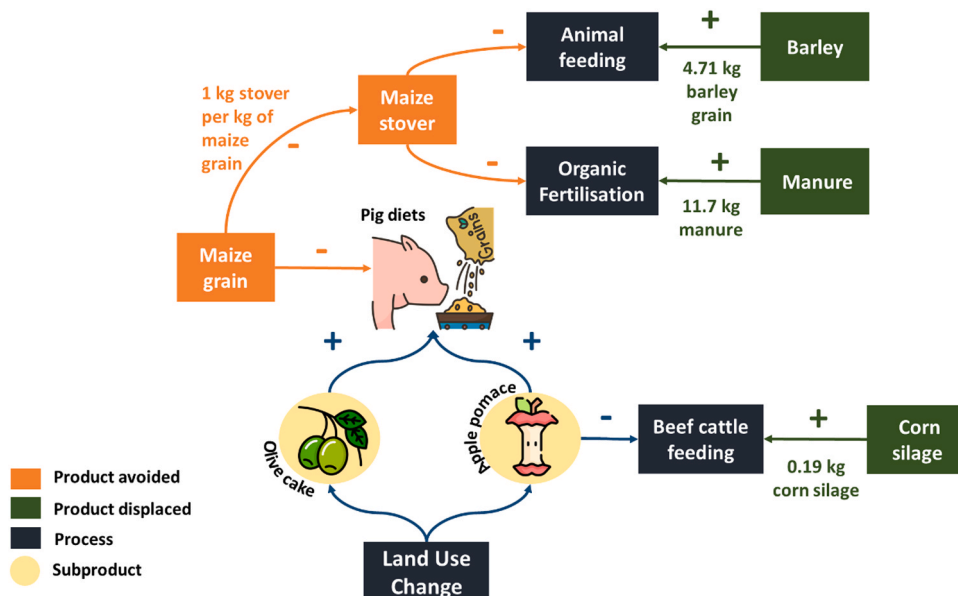 Animal
feeding
Barley
4.71 kg
barley
grain
+
-
1 kg stover
per kg of
maize
grain
-
Maize
stover
-
Organic
Fertilisation
Manure
+
11.7 kg
manure
Pig diets
Grains
Maize
grain
-
+
+
Olive cake
Apple pomace
-
Beef cattle
feeding
+
0.19 kg
corn silage
Corn
silage
Product avoided
Product displaced
Process
Subproduct
Land Use
Change